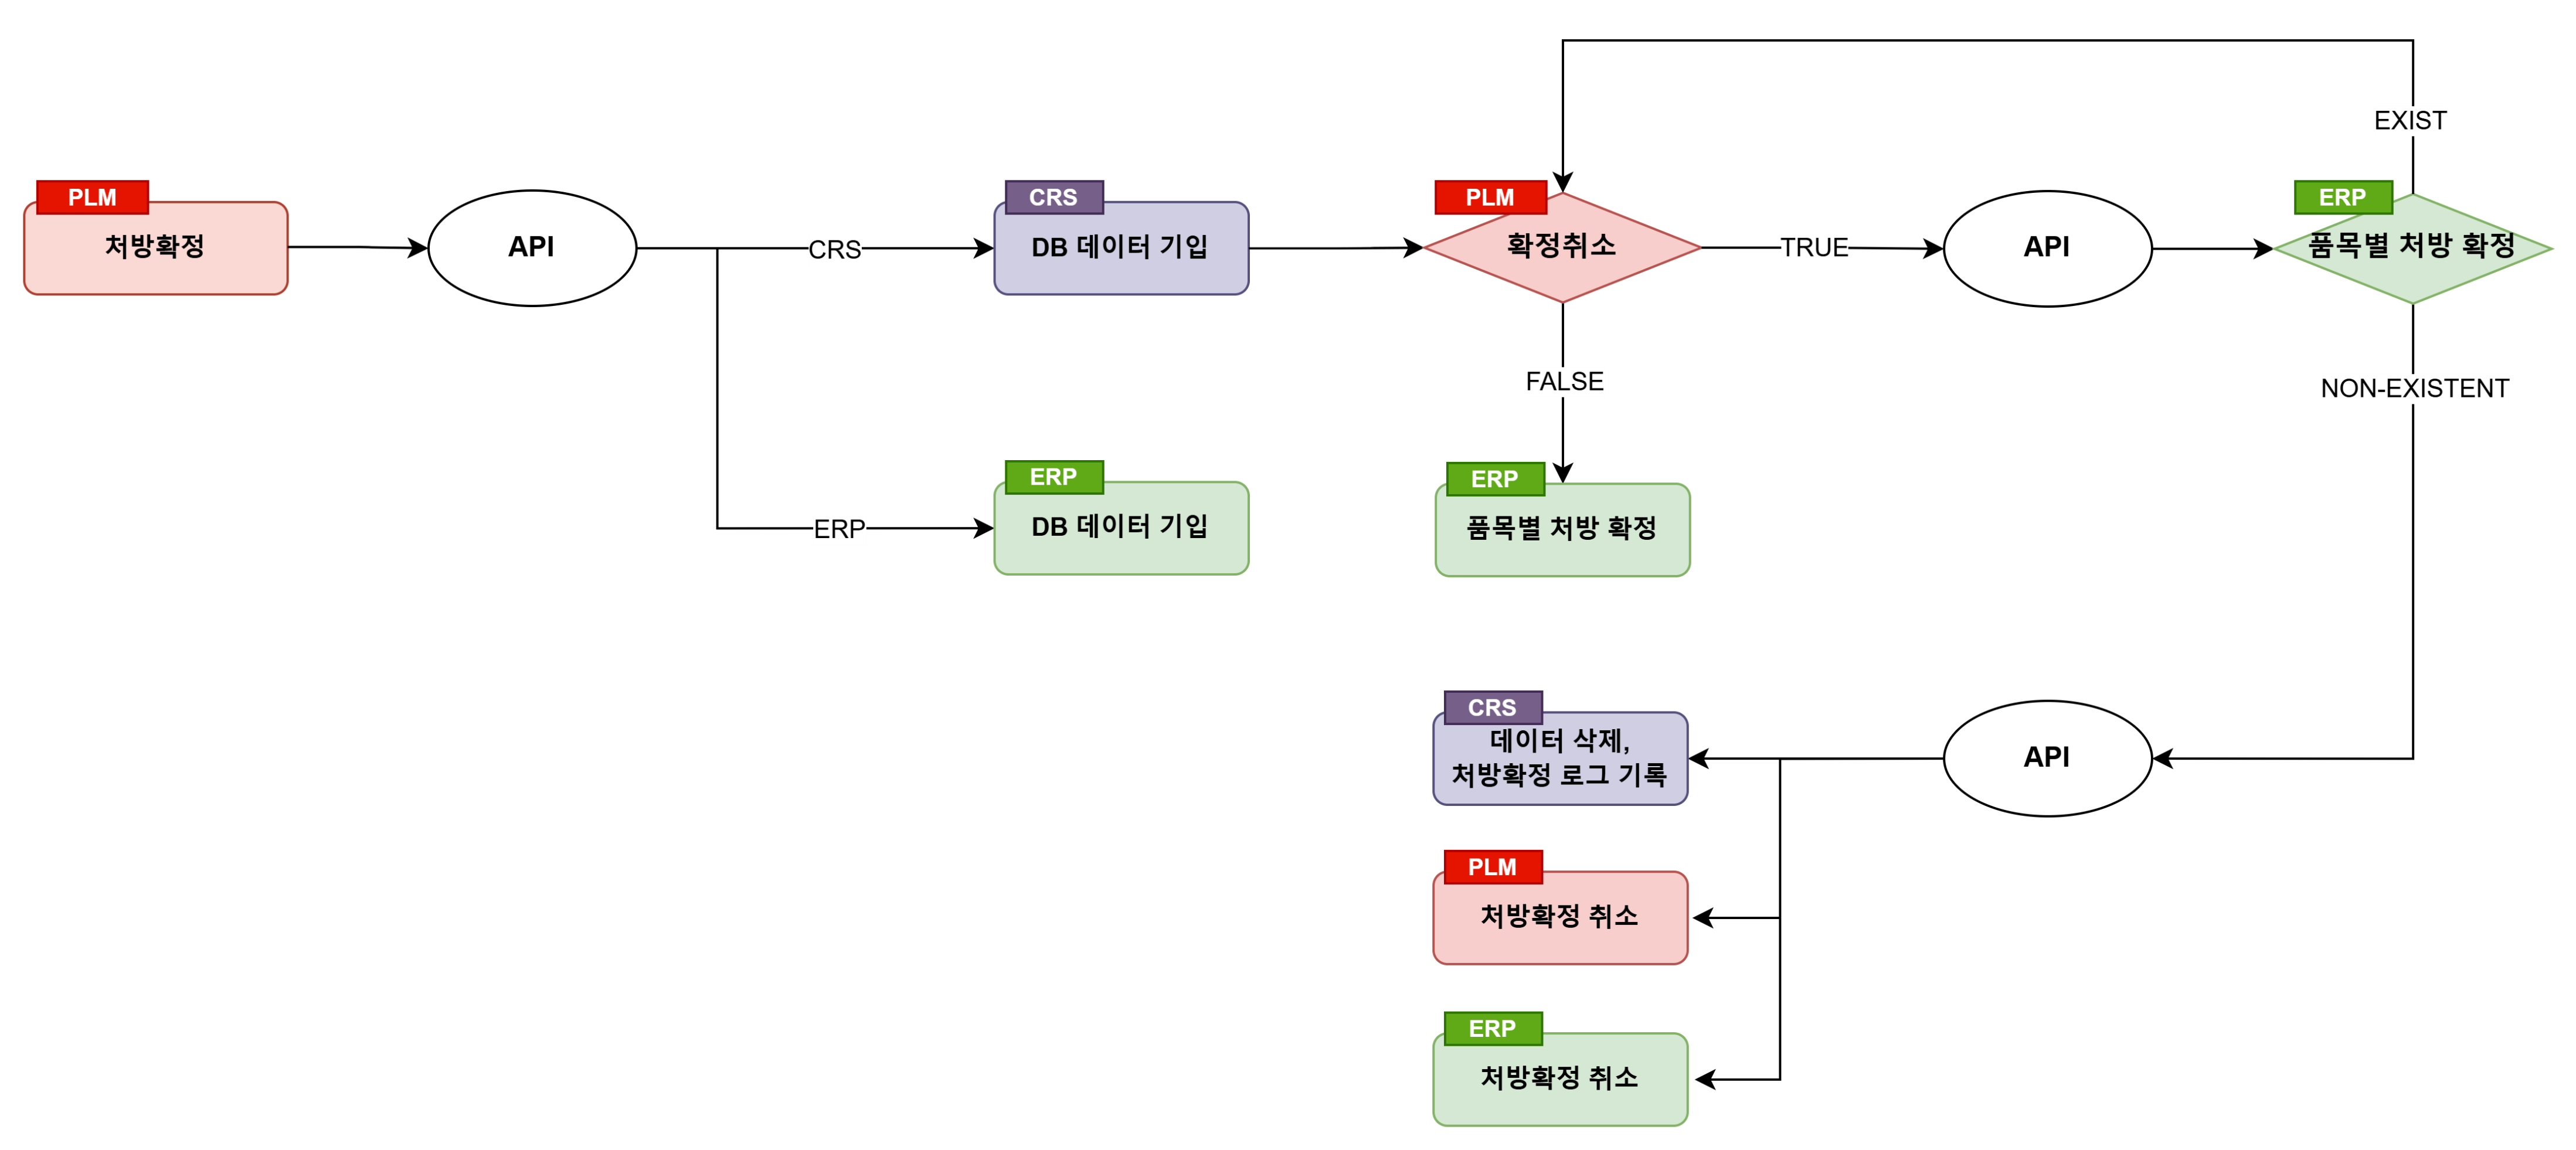 EXIST
PLM
처방확정
API
CRS
CRS
DB 데이터 기입
PLM
확정취소
TRUE
API
ERP
품목별 처방 확정
FALSE
NON-EXISTENT
ERP
ERP
DB 데이터 기입
ERP
품목별 처방 확정
CRS
데이터 삭제,
처방확정 로그 기록
API
PLM
처방확정 취소
ERP
처방확정 취소